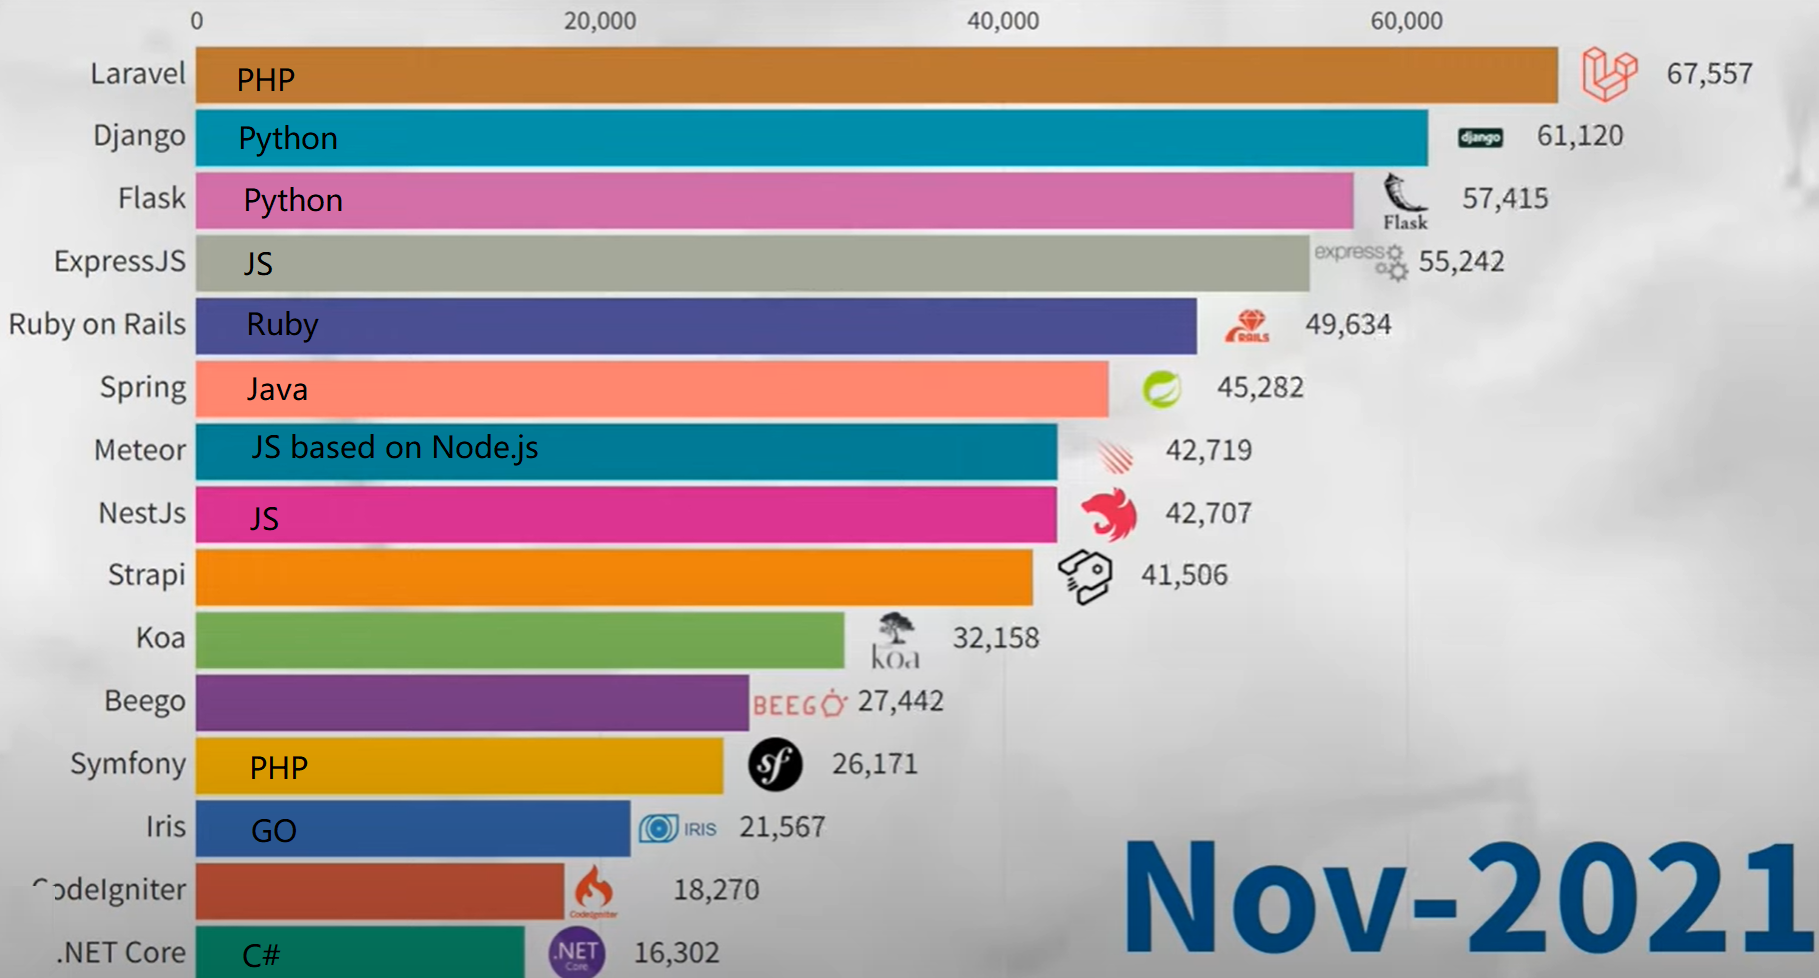 0 20,000 40,000 60,000
Laravel PHP 67,557
Django Python django 61,120
Flask Python Flask 57,415
ExpressJS JS express 55,242
Ruby on Rails Ruby RAILS 49,634
Spring Java 45,282
Meteor JS based on Node.js 42,719
NestJs JS 42,707
Strapi 41,506
Koa koa 32,158
Beego BEEGO 27,442
Symfony PHP sf 26,171
Iris GO IRIS 21,567
CodeIgniter CodeIgniter 18,270
.NET Core C# .NET Core 16,302
Nov-2021